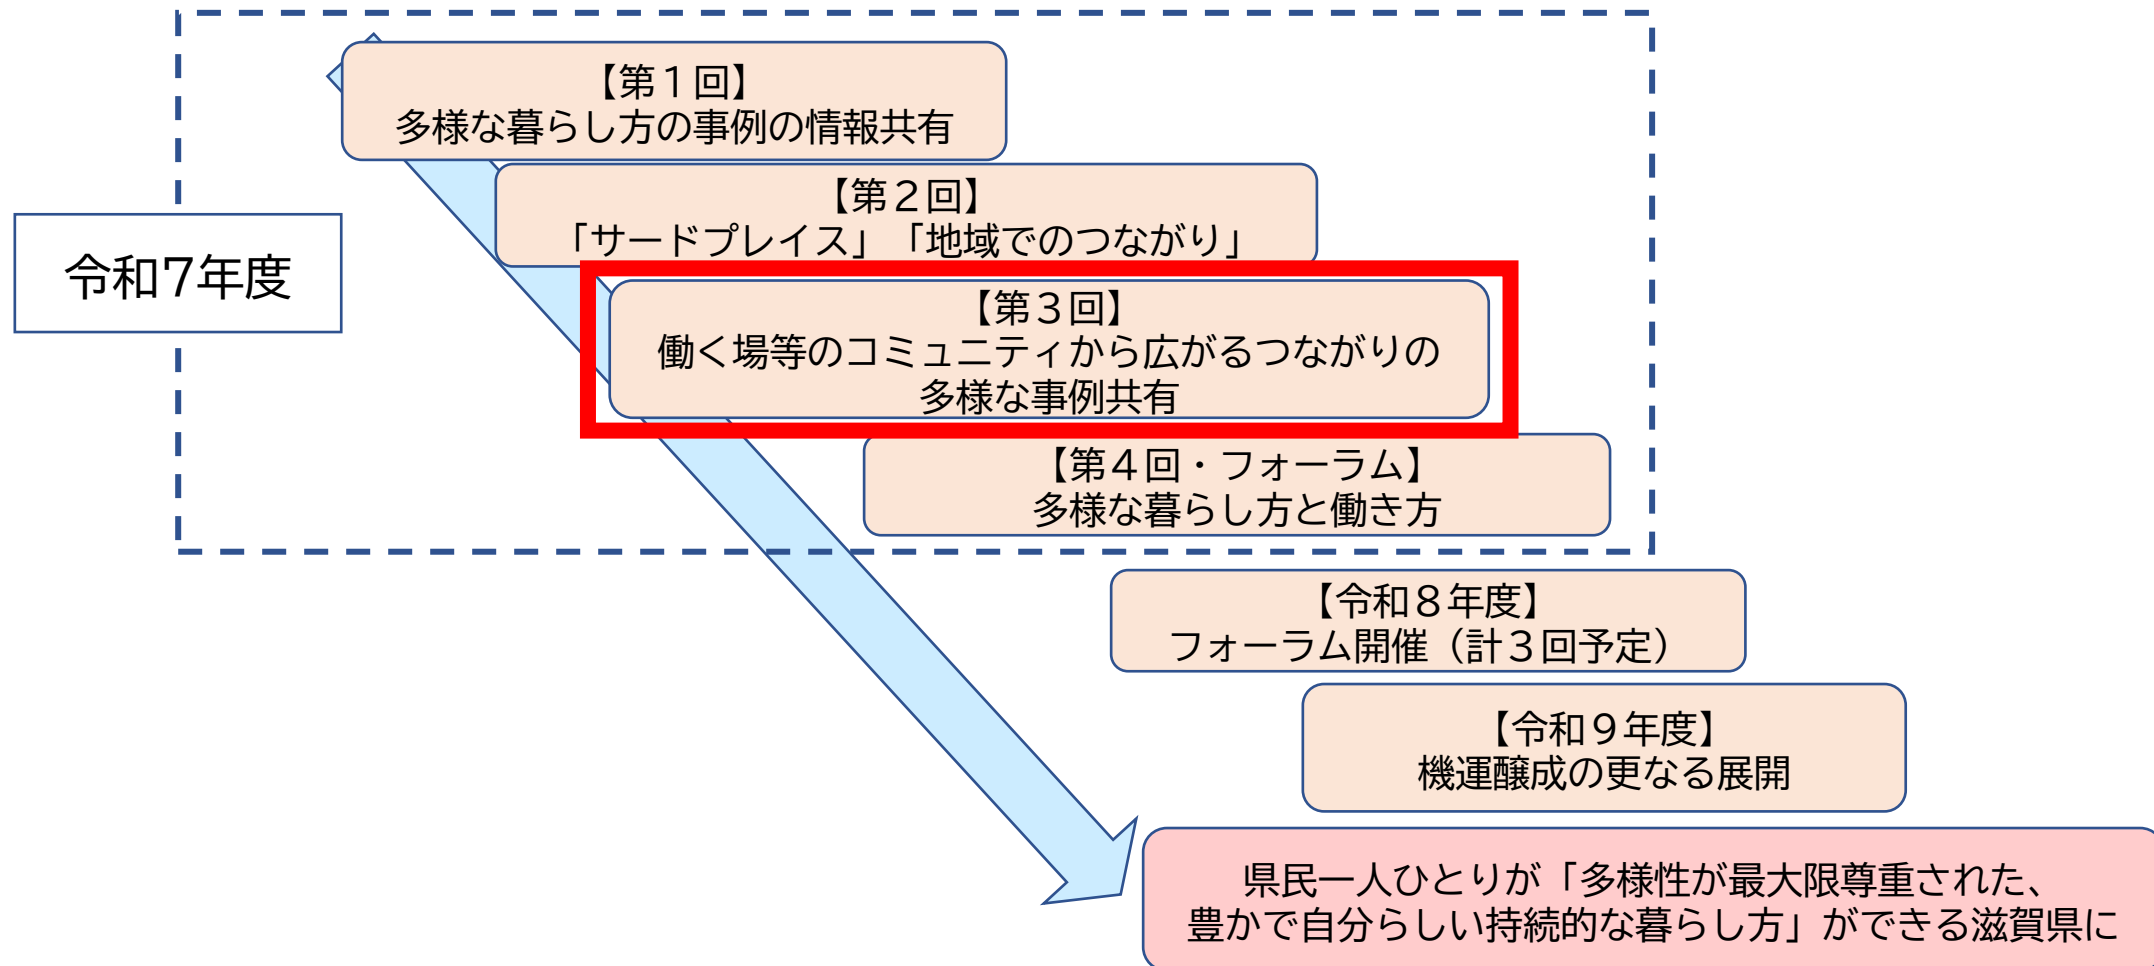 【第１回】
多様な暮らし方の事例の情報共有
【第２回】
「サードプレイス」「地域でのつながり」
令和7年度
【第３回】
働く場等のコミュニティから広がるつながりの
多様な事例共有
【第４回・フォーラム】
多様な暮らし方と働き方
【令和８年度】
フォーラム開催（計３回予定）
【令和９年度】
機運醸成の更なる展開
県民一人ひとりが「多様性が最大限尊重された、
豊かで自分らしい持続的な暮らし方」ができる滋賀県に